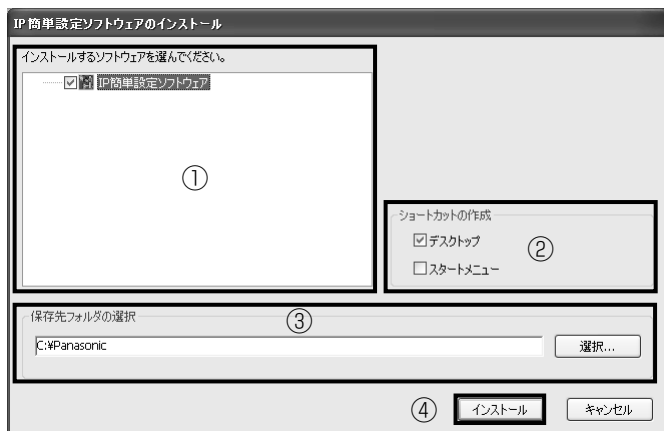 IP簡単設定ソフトウェアのインストール
インストールするソフトウェアを選んでください。
IP簡単設定ソフトウェア
①
ショートカットの作成
デスクトップ
②
スタートメニュー
保存先フォルダの選択
③
C:¥Panasonic
選択...
④
インストール
キャンセル